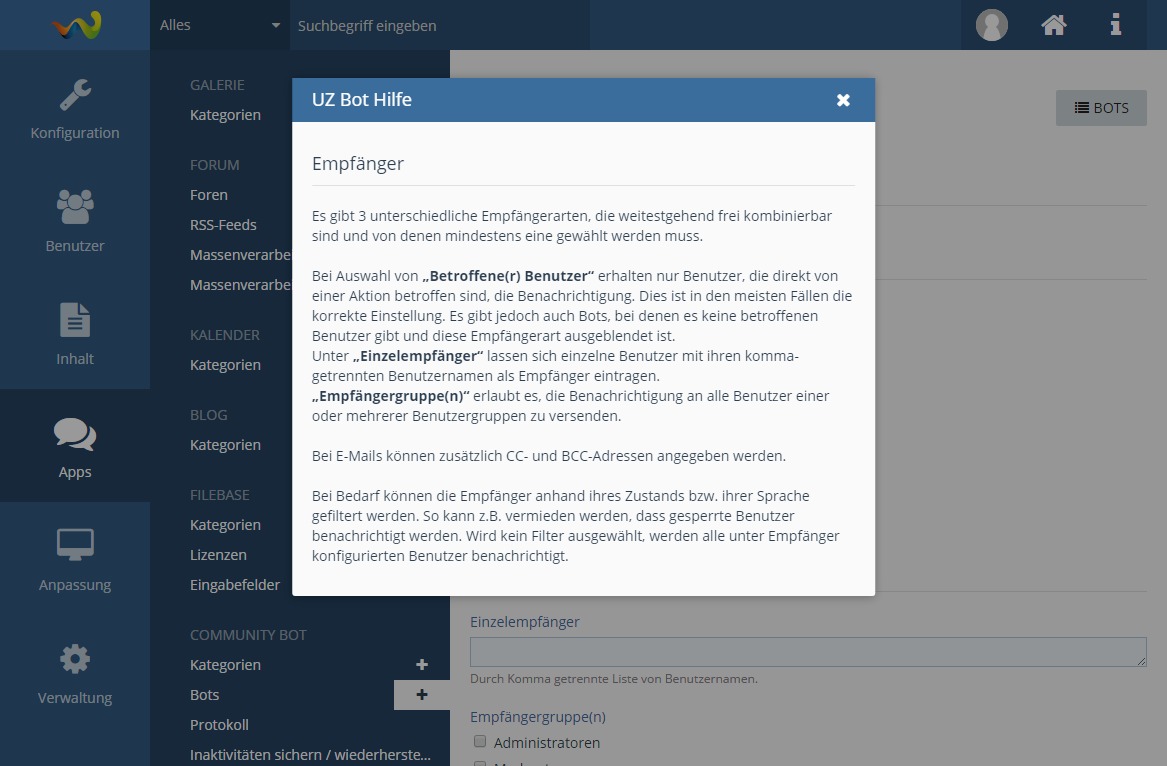 Alles
Suchbegriff eingeben
Konfiguration
Benutzer
Inhalt
Apps
Anpassung
Verwaltung
GALERIE
Kategorien
FORUM
Foren
RSS-Feeds
Massenverarbe
Massenverarbe
KALENDER
Kategorien
BLOG
Kategorien
FILEBASE
Kategorien
Lizenzen
Eingabefelder
COMMUNITY BOT
Kategorien
Bots
Protokoll
Inaktivitäten sichern / wiederherste...
BOTS
UZ Bot Hilfe
Empfänger
Es gibt 3 unterschiedliche Empfängerarten, die weitestgehend frei kombinierbar
sind und von denen mindestens eine gewählt werden muss.
Bei Auswahl von „Betroffene(r) Benutzer“ erhalten nur Benutzer, die direkt von
einer Aktion betroffen sind, die Benachrichtigung. Dies ist in den meisten Fällen die
korrekte Einstellung. Es gibt jedoch auch Bots, bei denen es keine betroffenen
Benutzer gibt und diese Empfängerart ausgeblendet ist.
Unter „Einzelempfänger“ lassen sich einzelne Benutzer mit ihren komma-
getrennten Benutzernamen als Empfänger eintragen.
„Empfängergruppe(n)“ erlaubt es, die Benachrichtigung an alle Benutzer einer
oder mehrerer Benutzergruppen zu versenden.
Bei E-Mails können zusätzlich CC- und BCC-Adressen angegeben werden.
Bei Bedarf können die Empfänger anhand ihres Zustands bzw. ihrer Sprache
gefiltert werden. So kann z.B. vermieden werden, dass gesperrte Benutzer
benachrichtigt werden. Wird kein Filter ausgewählt, werden alle unter Empfänger
konfigurierten Benutzer benachrichtigt.
Einzelempfänger
Durch Komma getrennte Liste von Benutzernamen.
Empfängergruppe(n)
Administratoren